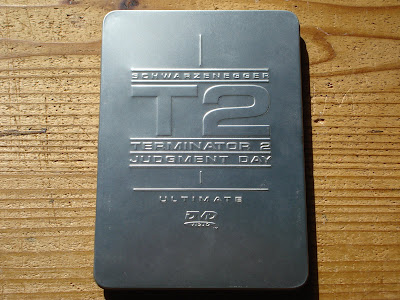 SCHWARZENEGGER
T2
TERMINATOR 2
JUDGMENT DAY
ULTIMATE
DVD
VIDEO